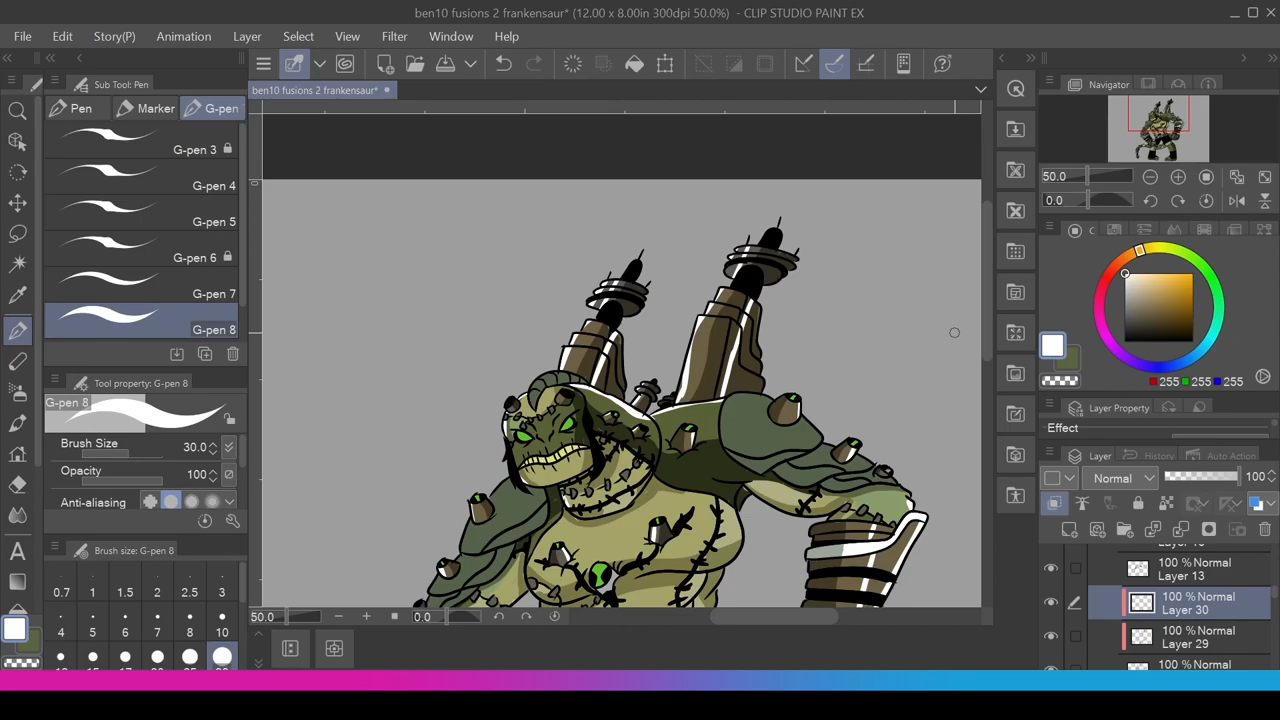 ben10 fusions 2 frankensaur* (12.00 x 8.00in 300dpi 50.0%) - CLIP STUDIO PAINT EX
File Edit Story(P) Animation Layer Select View Filter Window Help
Sub Tool: Pen
Pen Marker G-pen
G-pen 3
G-pen 4
G-pen 5
G-pen 6
G-pen 7
G-pen 8
Tool property: G-pen 8
G-pen 8
Brush Size 30.0
Opacity 100
Anti-aliasing
Brush size: G-pen 8
0.7 1 1.5 2 2.5 3
4 5 6 7 8 10
ben10 fusions 2 frankensaur*
0
50.0 0.0
Navigator
50.0
0.0
C
255 255 255
Layer Property
Effect
Layer History Auto Action
Normal 100
Layer 13
100 % Normal
Layer 30
100 % Normal
Layer 29
100 % Normal